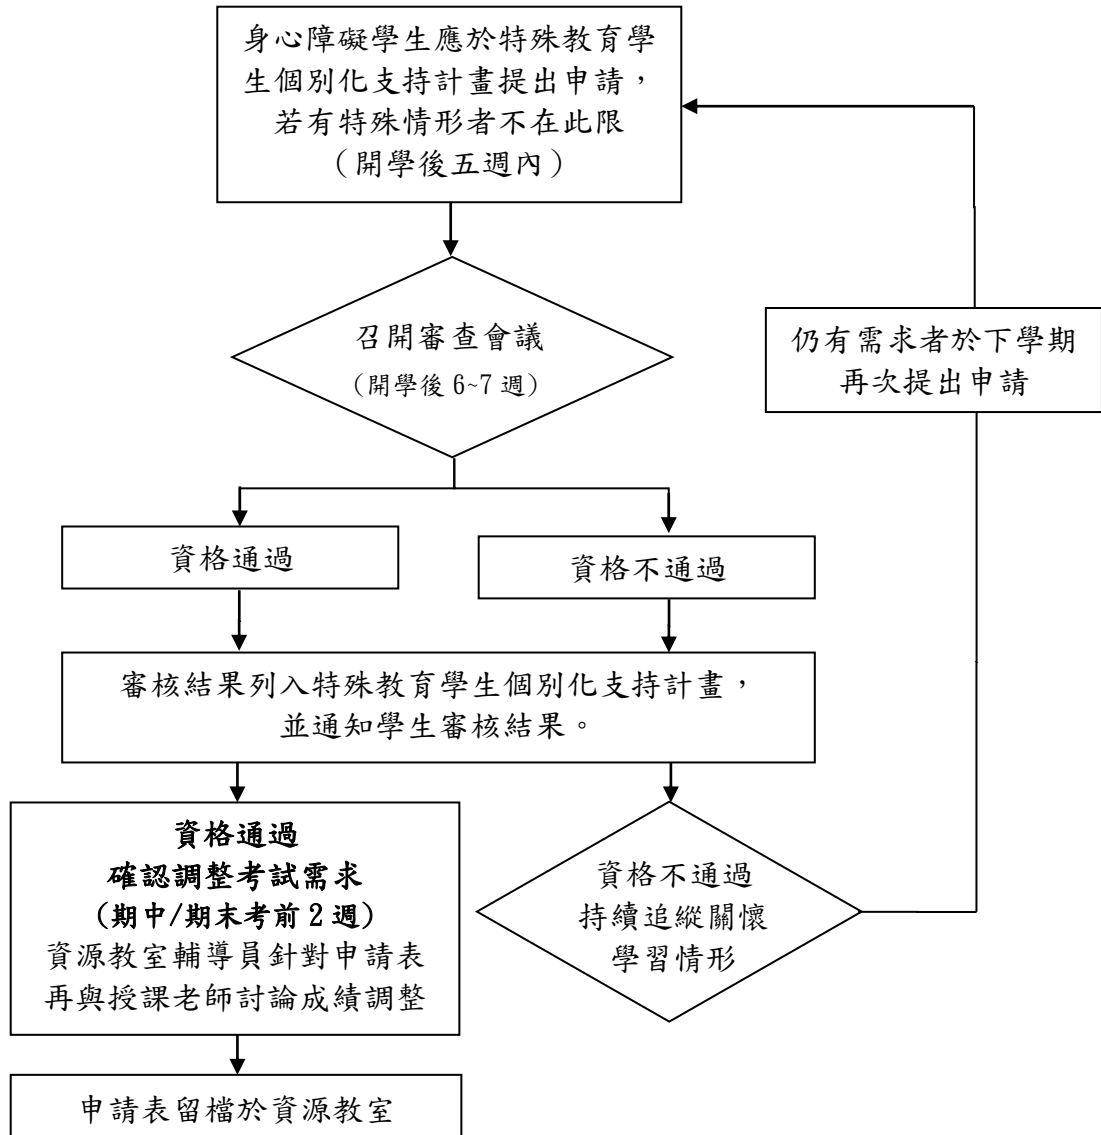 身心障礙學生應於特殊教育學
生個別化支持計畫提出申請，
若有特殊情形者不在此限
（開學後五週內）
召開審查會議
(開學後 6~7 週)
仍有需求者於下學期
再次提出申請
資格通過
資格不通過
審核結果列入特殊教育學生個別化支持計畫，
並通知學生審核結果。
資格通過
確認調整考試需求
(期中/期末考前 2 週)
資源教室輔導員針對申請表
再與授課老師討論成績調整
資格不通過
持續追蹤關懷
學習情形
申請表留檔於資源教室